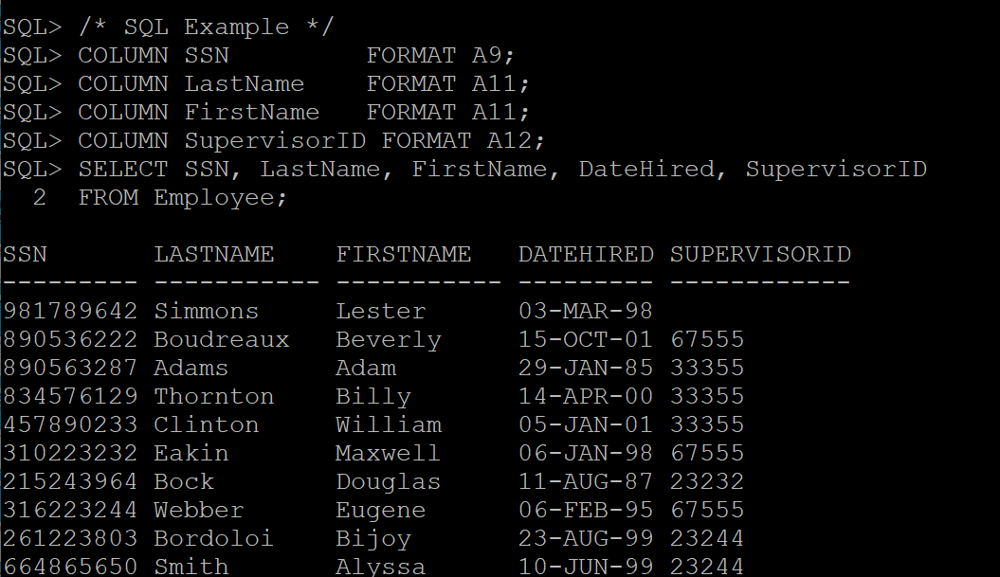 SQL> /* SQL Example */
SQL> COLUMN SSN         FORMAT A9;
SQL> COLUMN LastName    FORMAT A11;
SQL> COLUMN FirstName   FORMAT A11;
SQL> COLUMN SupervisorID FORMAT A12;
SQL> SELECT SSN, LastName, FirstName, DateHired, SupervisorID
  2  FROM Employee;

SSN       LASTNAME    FIRSTNAME   DATEHIRED SUPERVISORID
--------- ----------- ----------- --------- ------------
981789642 Simmons     Lester      03-MAR-98
890536222 Boudreaux   Beverly     15-OCT-01 67555
890563287 Adams       Adam        29-JAN-85 33355
834576129 Thornton    Billy       14-APR-00 33355
457890233 Clinton     William     05-JAN-01 33355
310223232 Eakin       Maxwell     06-JAN-98 67555
215243964 Bock        Douglas     11-AUG-87 23232
316223244 Webber      Eugene      06-FEB-95 67555
261223803 Bordoloi    Bijoy       23-AUG-99 23244
664865650 Smith       Alyssa      10-JUN-99 23244